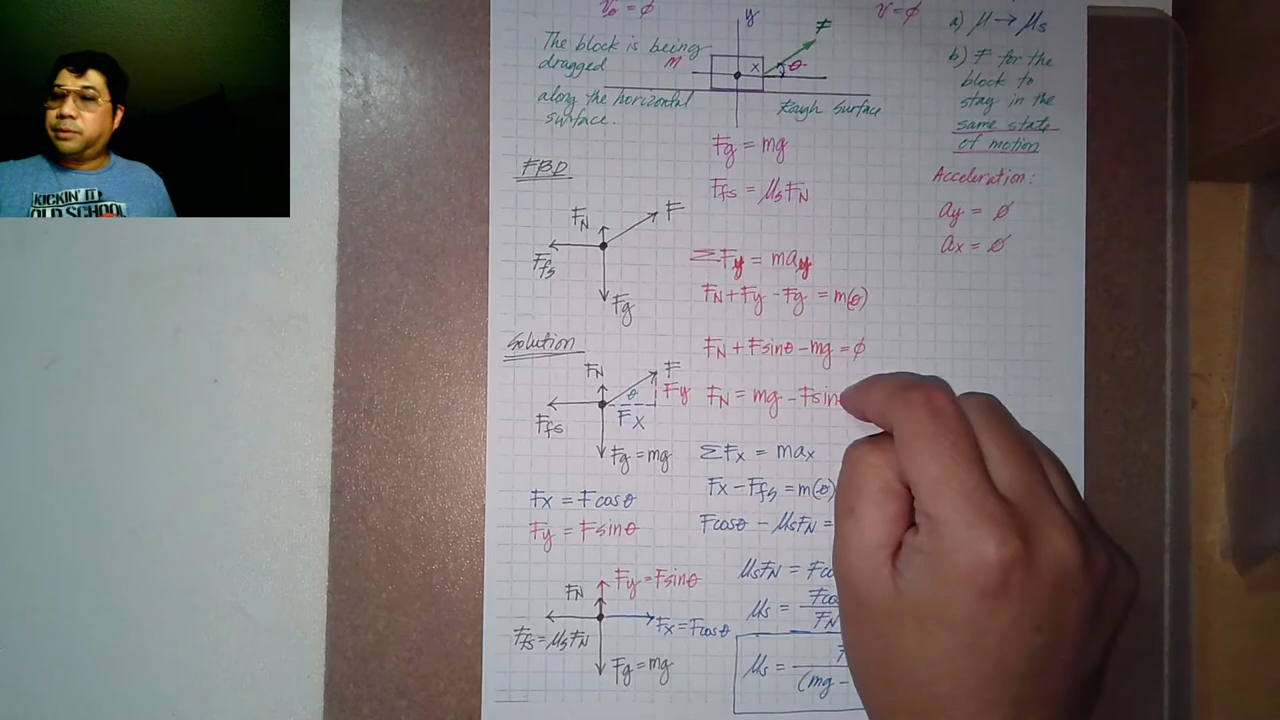 v₀ = ϕ
v = ϕ
y
F
x
θ
m
The block is being
dragged
along the horizontal
surface.
Rough surface
a) μ → μs
b) F for the
block to
stay in the
same state
of motion
Acceleration:
ay = ϕ
ax = ϕ
Fg = mg
Ffs = μsFN
FBD
FN
F
Ffs
Fg
ΣFy = may
FN + Fy - Fg = m(ϕ)
FN + Fsinθ - mg = ϕ
FN = mg - Fsin
Solution
FN
F
θ
Fy
Fx
Ffs
Fg = mg
Fx = Fcosθ
Fy = Fsinθ
ΣFx = max
Fx - Ffs = m(ϕ)
Fcosθ - μsFN =
μsFN =
μs =
FN
μs =
(mg -
FN
Fy = Fsinθ
Fx = Fcosθ
Ffs = μsFN
Fg = mg
KICKIN' IT
OLD SCHOOL